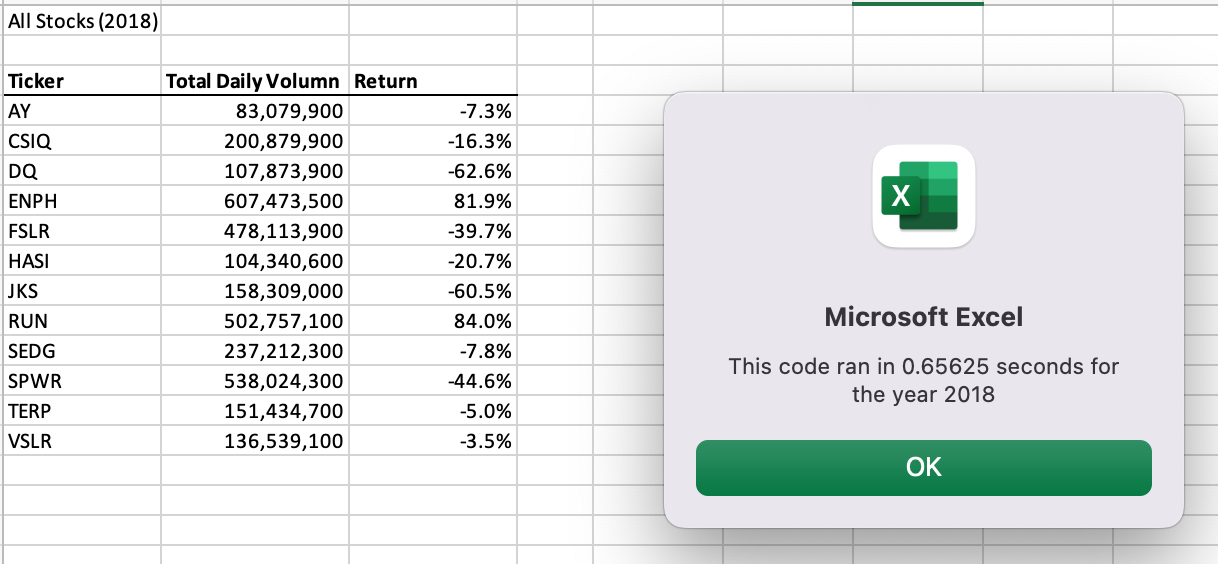 All Stocks (2018)
Ticker Total Daily Volumn Return
AY 83,079,900 -7.3%
CSIQ 200,879,900 -16.3%
DQ 107,873,900 -62.6%
ENPH 607,473,500 81.9%
FSLR 478,113,900 -39.7%
HASI 104,340,600 -20.7%
JKS 158,309,000 -60.5%
RUN 502,757,100 84.0%
SEDG 237,212,300 -7.8%
SPWR 538,024,300 -44.6%
TERP 151,434,700 -5.0%
VSLR 136,539,100 -3.5%
X
Microsoft Excel
This code ran in 0.65625 seconds for
the year 2018
OK